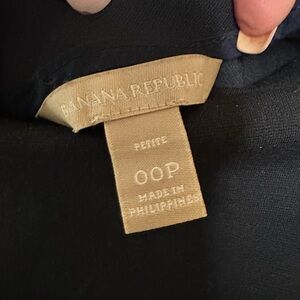 BANANA REPUBLIC
PETITE
00P
MADE IN
PHILIPPINES